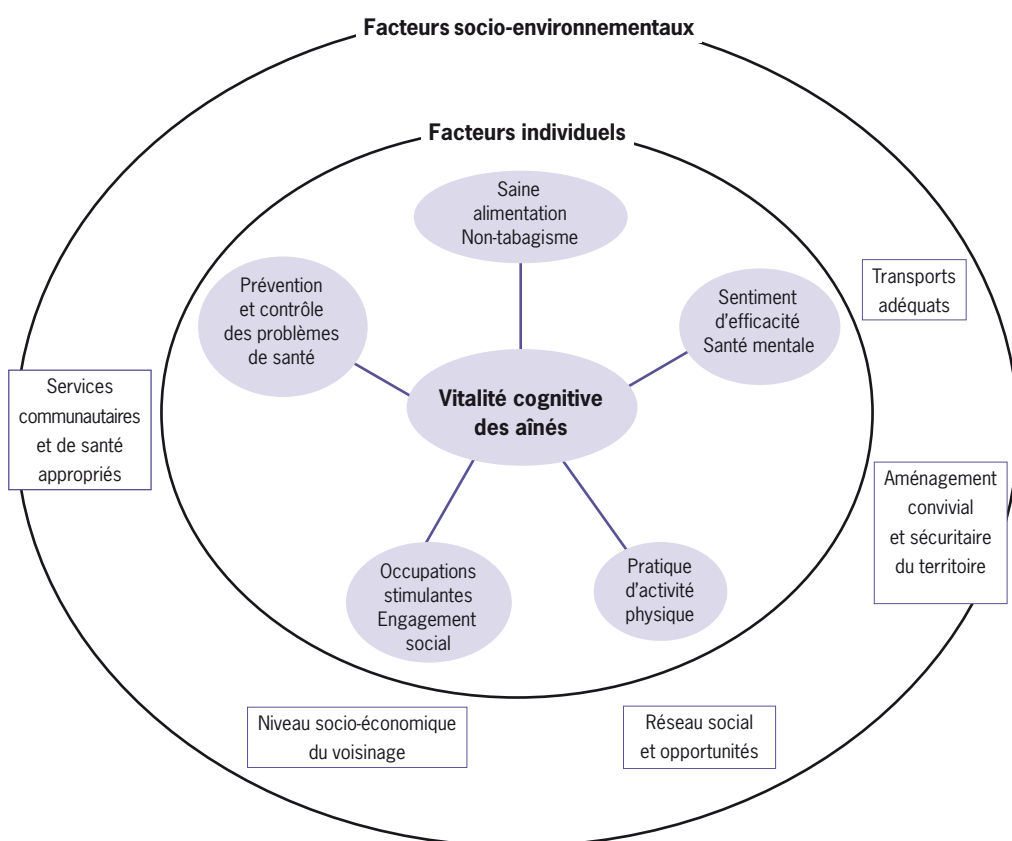 Facteurs socio-environnementaux
Facteurs individuels
Saine
alimentation
Non-tabagisme
Prévention
et contrôle
des problèmes
de santé
Sentiment
d'efficacité
Santé mentale
Transports
adéquats
Vitalité cognitive
des aînés
Services
communautaires
et de santé
appropriés
Aménagement
convivial
et sécuritaire
du territoire
Occupations
stimulantes
Engagement
social
Pratique
d'activité
physique
Niveau socio-économique
du voisinage
Réseau social
et opportunités